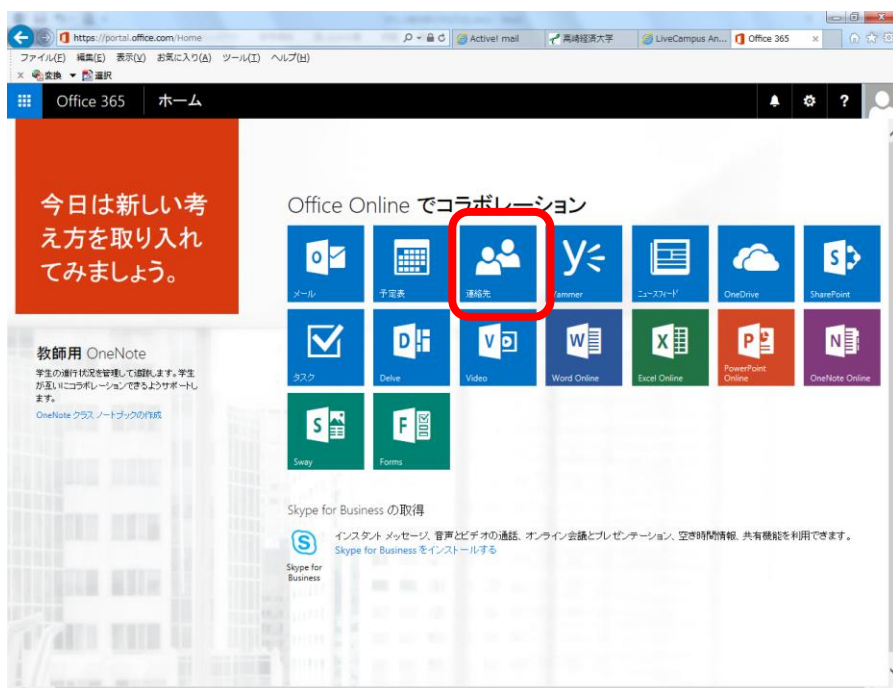 https://portal.office.com/Home
Active! mail
高崎経済大学
LiveCampus An...
Office 365
ファイル(F) 編集(E) 表示(V) お気に入り(A) ツール(T) ヘルプ(H)
× 変換 ▼ 選択
Office 365 ホーム
?
今日は新しい考
え方を取り入れ
てみましょう。
教師用 OneNote
学生の進行状況を管理して追跡します。学生
が互いにコラボレーションできるようサポートし
ます。
OneNote クラス ノートブックの作成
Office Online でコラボレーション
メール
予定表
連絡先
Yammer
ニュースフィード
OneDrive
SharePoint
タスク
Delve
Video
Word Online
Excel Online
PowerPoint
Online
OneNote Online
Sway
Forms
Skype for Business の取得
Skype for
Business
インスタント メッセージ、音声とビデオの通話、オンライン会議とプレゼンテーション、空き時間情報、共有機能を利用できます。
Skype for Business をインストールする